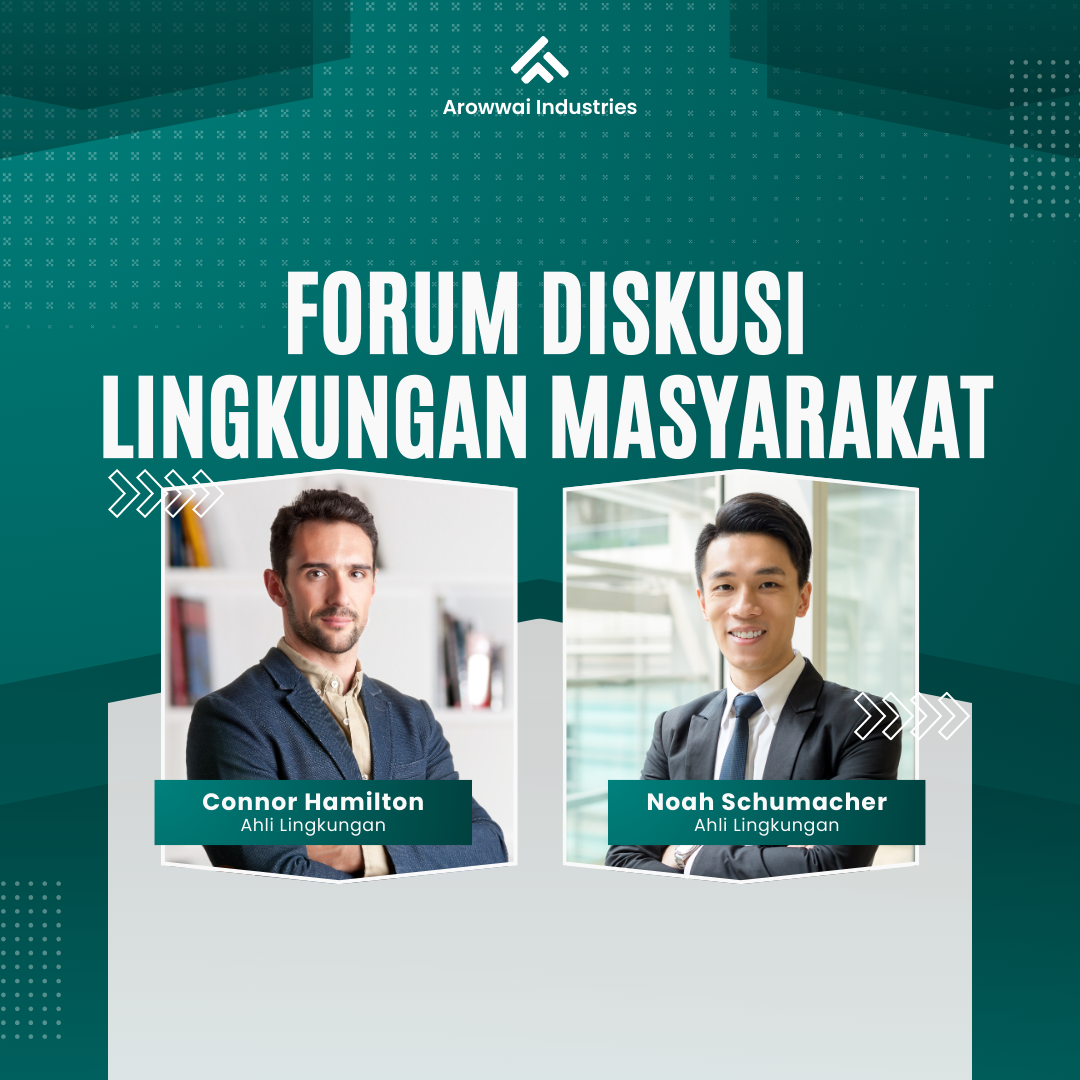 Arowwai Industries
FORUM DISKUSI
LINGKUNGAN MASYARAKAT
Connor Hamilton
Ahli Lingkungan
Noah Schumacher
Ahli Lingkungan